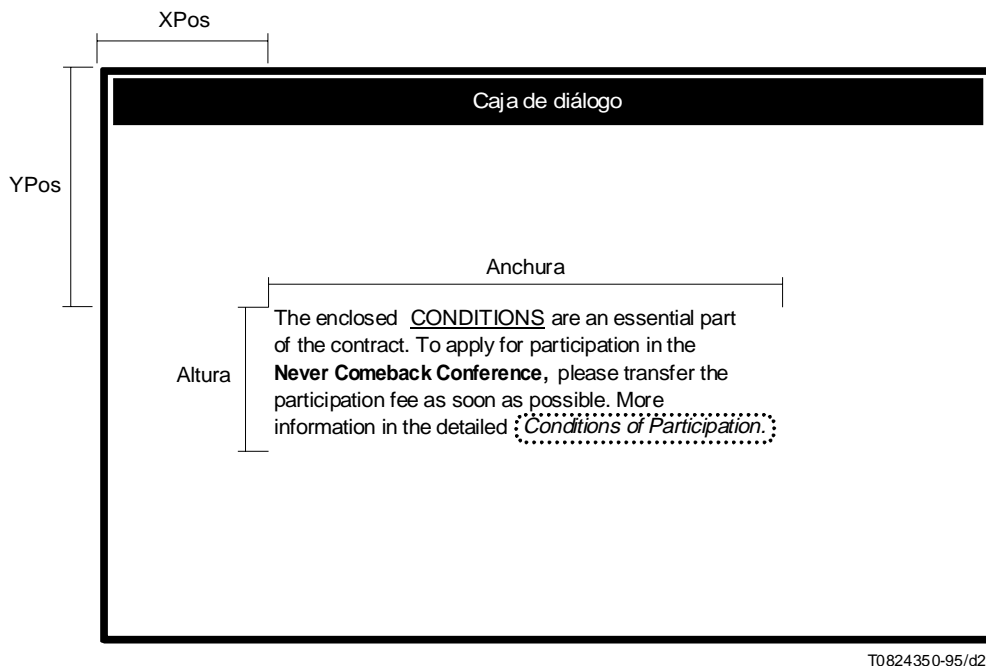 XPos
Caja de diálogo
YPos
Anchura
The enclosed CONDITIONS are an essential part
of the contract. To apply for participation in the
Altura
Never Comeback Conference, please transfer the
participation fee as soon as possible. More
information in the detailed Conditions of Participation.
T0824350-95/d2